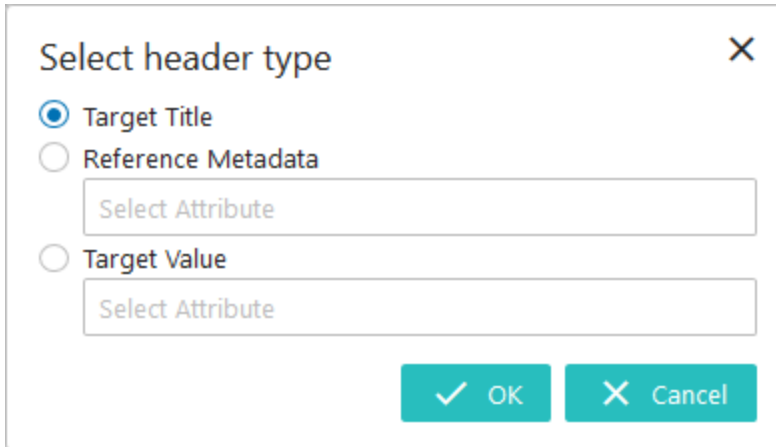 Select header type
Target Title
Reference Metadata
Select Attribute
Target Value
Select Attribute
OK Cancel